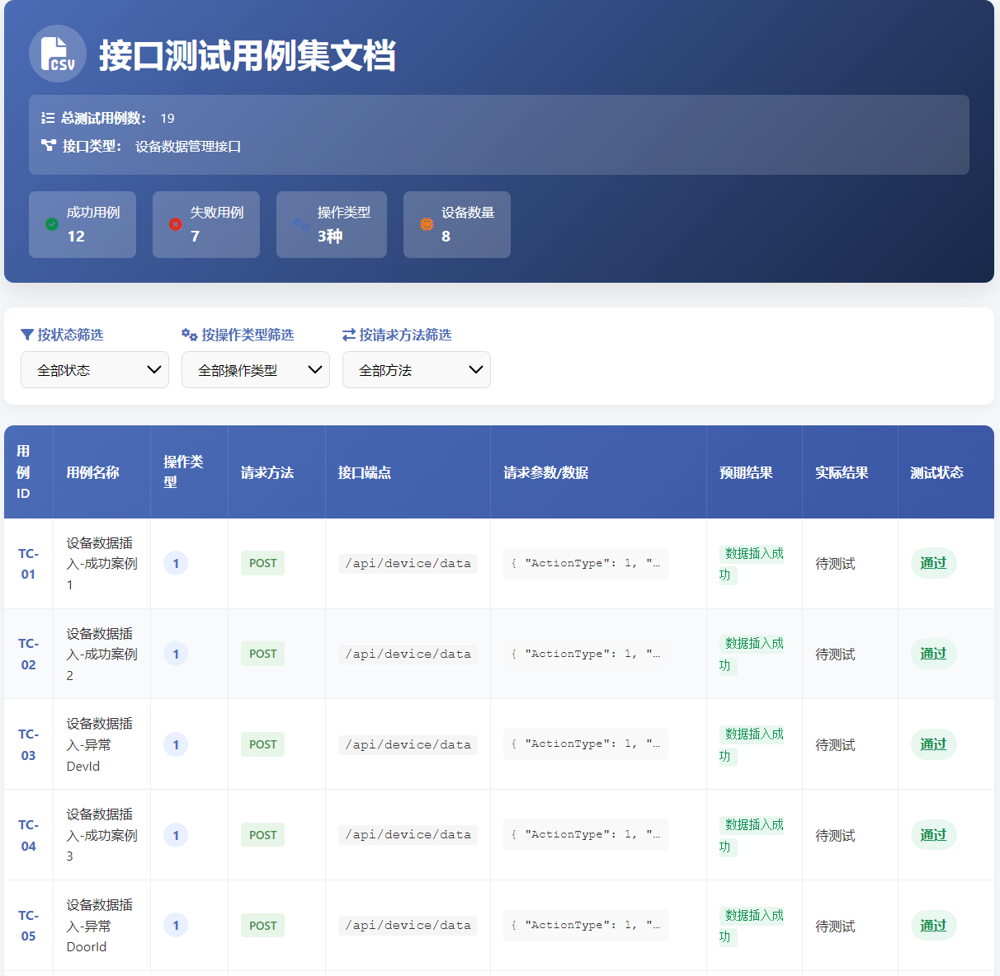 CSV
接口测试用例集文档
总测试用例数： 19
接口类型： 设备数据管理接口
成功用例
12
失败用例
7
操作类型
3种
设备数量
8
按状态筛选
全部状态
按操作类型筛选
全部操作类型
按请求方法筛选
全部方法
用
例
ID
用例名称
操作类
型
请求方法
接口端点
请求参数/数据
预期结果
实际结果
测试状态
TC-
01
设备数据插
入-成功案例
1
1
POST
/api/device/data
{ "ActionType": 1, "…
数据插入成
功
待测试
通过
TC-
02
设备数据插
入-成功案例
2
1
POST
/api/device/data
{ "ActionType": 1, "…
数据插入成
功
待测试
通过
TC-
03
设备数据插
入-异常
DevId
1
POST
/api/device/data
{ "ActionType": 1, "…
数据插入成
功
待测试
通过
TC-
04
设备数据插
入-成功案例
3
1
POST
/api/device/data
{ "ActionType": 1, "…
数据插入成
功
待测试
通过
TC-
05
设备数据插
入-异常
DoorId
1
POST
/api/device/data
{ "ActionType": 1, "…
数据插入成
功
待测试
通过